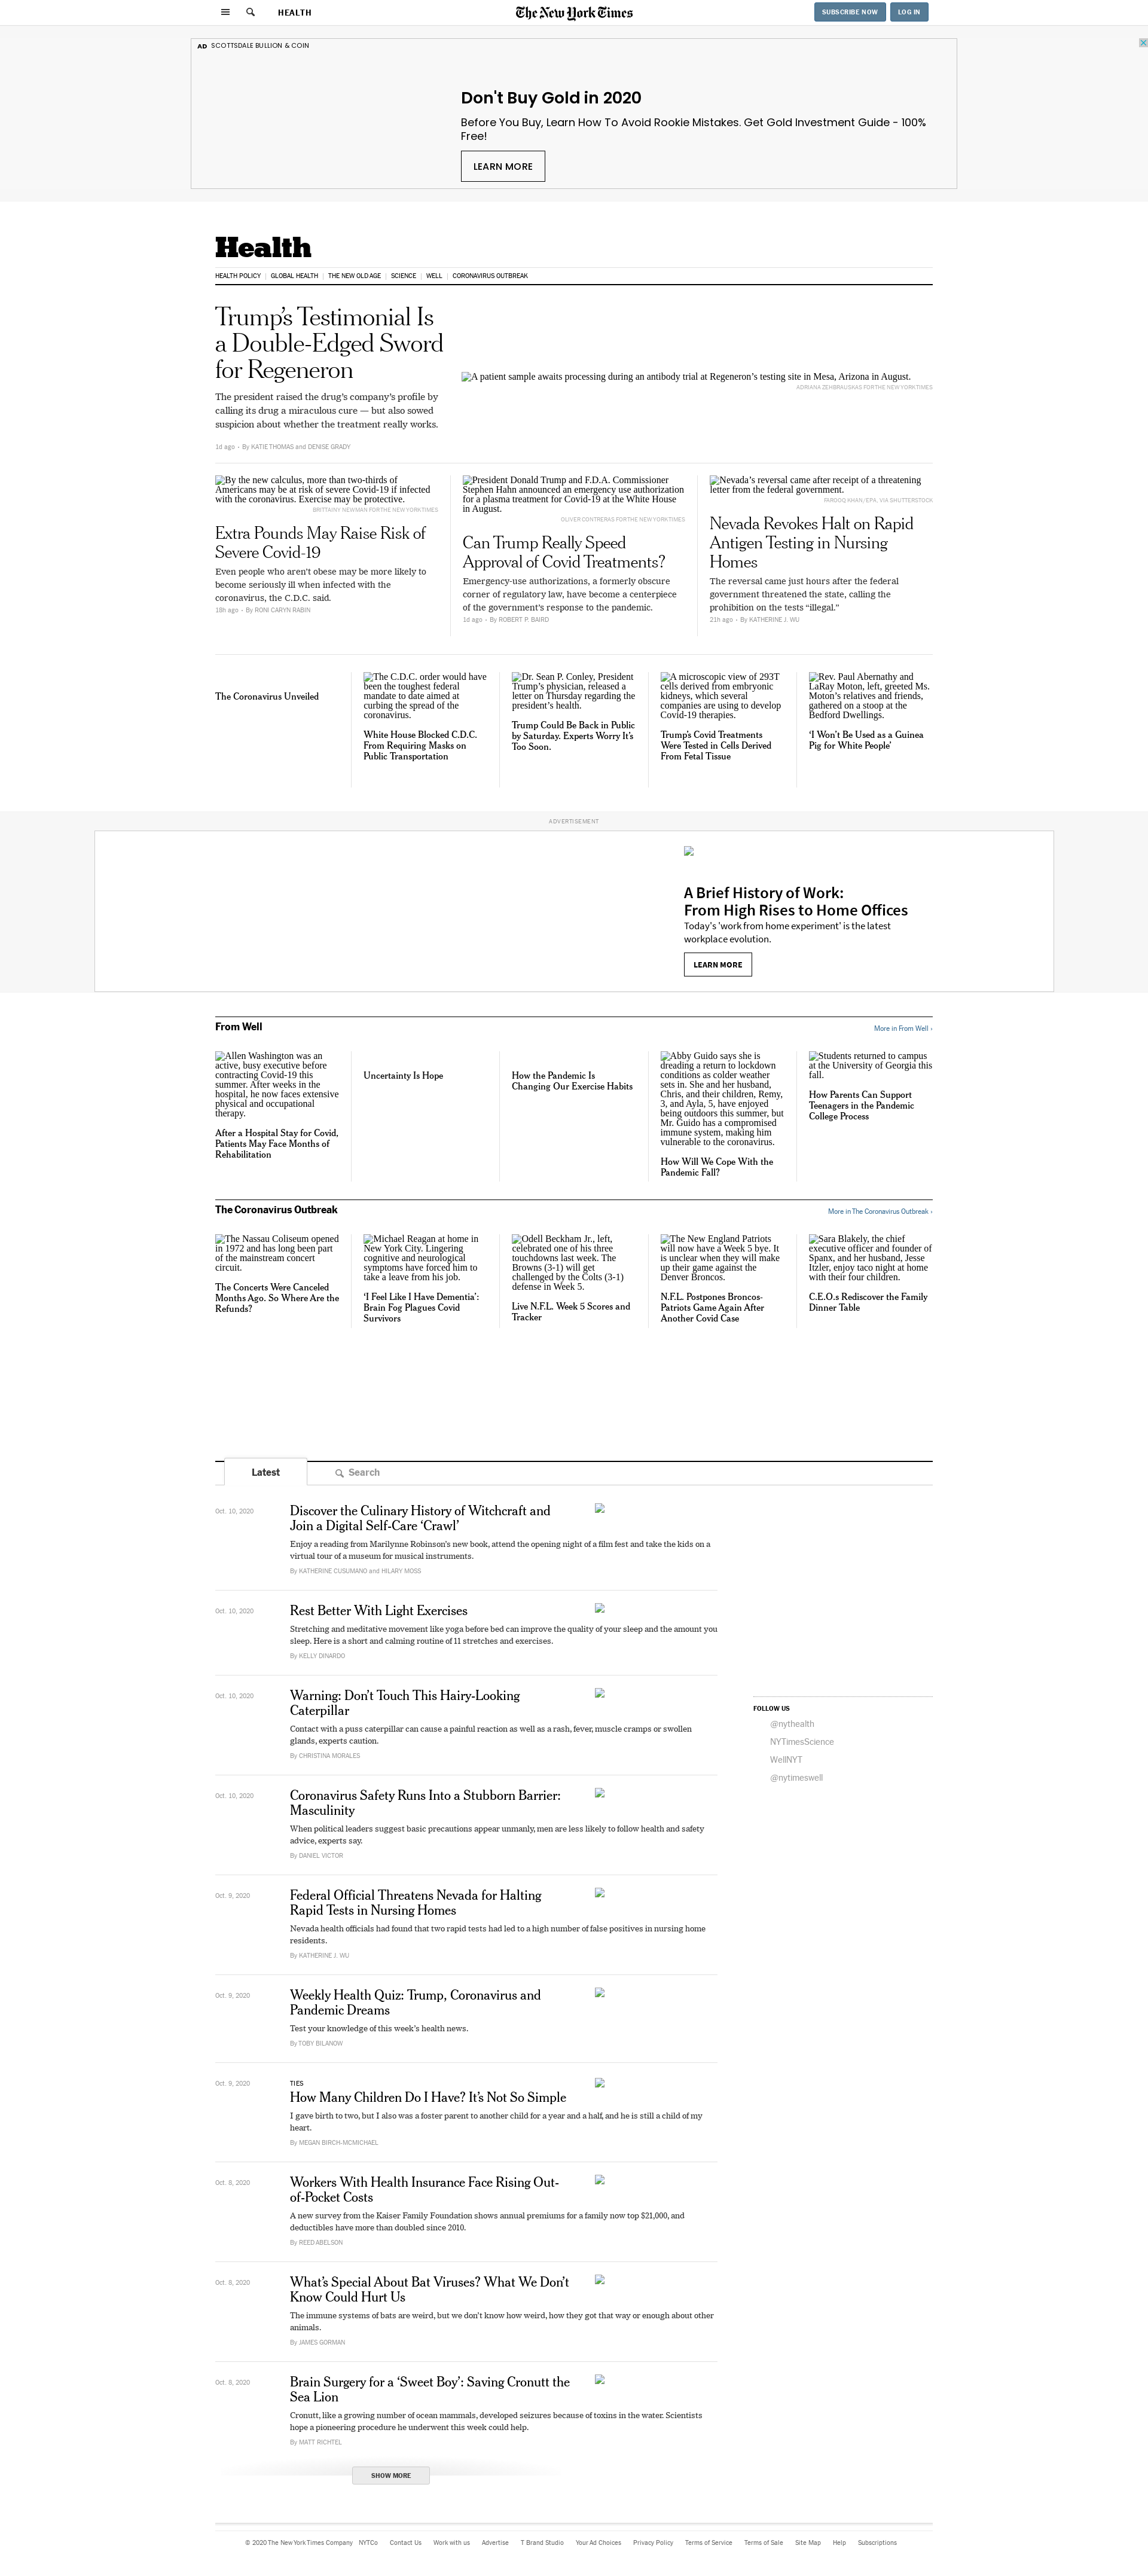 HEALTH
The New York Times
SUBSCRIBE NOW
LOG IN
AD SCOTTSDALE BULLION & COIN
Don't Buy Gold in 2020
Before You Buy, Learn How To Avoid Rookie Mistakes. Get Gold Investment Guide - 100%
Free!
LEARN MORE
Health
HEALTH POLICY | GLOBAL HEALTH | THE NEW OLD AGE | SCIENCE | WELL | CORONAVIRUS OUTBREAK
Trump’s Testimonial Is
a Double-Edged Sword
for Regeneron
The president raised the drug’s company’s profile by
calling its drug a miraculous cure — but also sowed
suspicion about whether the treatment really works.
1d ago • By KATIE THOMAS and DENISE GRADY
A patient sample awaits processing during an antibody trial at Regeneron’s testing site in Mesa, Arizona in August.
ADRIANA ZEHBRAUSKAS FOR THE NEW YORK TIMES
By the new calculus, more than two-thirds of
Americans may be at risk of severe Covid-19 if infected
with the coronavirus. Exercise may be protective.
BRITTAINY NEWMAN FOR THE NEW YORK TIMES
Extra Pounds May Raise Risk of
Severe Covid-19
Even people who aren’t obese may be more likely to
become seriously ill when infected with the
coronavirus, the C.D.C. said.
18h ago • By RONI CARYN RABIN
President Donald Trump and F.D.A. Commissioner
Stephen Hahn announced an emergency use authorization
for a plasma treatment for Covid-19 at the White House
in August.
OLIVER CONTRERAS FOR THE NEW YORK TIMES
Can Trump Really Speed
Approval of Covid Treatments?
Emergency-use authorizations, a formerly obscure
corner of regulatory law, have become a centerpiece
of the government’s response to the pandemic.
1d ago • By ROBERT P. BAIRD
Nevada’s reversal came after receipt of a threatening
letter from the federal government.
FAROOQ KHAN/EPA, VIA SHUTTERSTOCK
Nevada Revokes Halt on Rapid
Antigen Testing in Nursing
Homes
The reversal came just hours after the federal
government threatened the state, calling the
prohibition on the tests “illegal.”
21h ago • By KATHERINE J. WU
The Coronavirus Unveiled
The C.D.C. order would have
been the toughest federal
mandate to date aimed at
curbing the spread of the
coronavirus.
White House Blocked C.D.C.
From Requiring Masks on
Public Transportation
Dr. Sean P. Conley, President
Trump’s physician, released a
letter on Thursday regarding the
president’s health.
Trump Could Be Back in Public
by Saturday. Experts Worry It’s
Too Soon.
A microscopic view of 293T
cells derived from embryonic
kidneys, which several
companies are using to develop
Covid-19 therapies.
Trump’s Covid Treatments
Were Tested in Cells Derived
From Fetal Tissue
Rev. Paul Abernathy and
LaRay Moton, left, greeted Ms.
Moton’s relatives and friends,
gathered on a stoop at the
Bedford Dwellings.
‘I Won’t Be Used as a Guinea
Pig for White People’
ADVERTISEMENT
A Brief History of Work:
From High Rises to Home Offices
Today's 'work from home experiment' is the latest
workplace evolution.
LEARN MORE
From Well
More in From Well ›
Allen Washington was an
active, busy executive before
contracting Covid-19 this
summer. After weeks in the
hospital, he now faces extensive
physical and occupational
therapy.
After a Hospital Stay for Covid,
Patients May Face Months of
Rehabilitation
Uncertainty Is Hope
How the Pandemic Is
Changing Our Exercise Habits
Abby Guido says she is
dreading a return to lockdown
conditions as colder weather
sets in. She and her husband,
Chris, and their children, Remy,
3, and Ayla, 5, have enjoyed
being outdoors this summer, but
Mr. Guido has a compromised
immune system, making him
vulnerable to the coronavirus.
How Will We Cope With the
Pandemic Fall?
Students returned to campus
at the University of Georgia this
fall.
How Parents Can Support
Teenagers in the Pandemic
College Process
The Coronavirus Outbreak
More in The Coronavirus Outbreak ›
The Nassau Coliseum opened
in 1972 and has long been part
of the mainstream concert
circuit.
The Concerts Were Canceled
Months Ago. So Where Are the
Refunds?
Michael Reagan at home in
New York City. Lingering
cognitive and neurological
symptoms have forced him to
take a leave from his job.
‘I Feel Like I Have Dementia’:
Brain Fog Plagues Covid
Survivors
Odell Beckham Jr., left,
celebrated one of his three
touchdowns last week. The
Browns (3-1) will get
challenged by the Colts (3-1)
defense in Week 5.
Live N.F.L. Week 5 Scores and
Tracker
The New England Patriots
will now have a Week 5 bye. It
is unclear when they will make
up their game against the
Denver Broncos.
N.F.L. Postpones Broncos-
Patriots Game Again After
Another Covid Case
Sara Blakely, the chief
executive officer and founder of
Spanx, and her husband, Jesse
Itzler, enjoy taco night at home
with their four children.
C.E.O.s Rediscover the Family
Dinner Table
Latest
Search
Oct. 10, 2020
Discover the Culinary History of Witchcraft and
Join a Digital Self-Care ‘Crawl’
Enjoy a reading from Marilynne Robinson’s new book, attend the opening night of a film fest and take the kids on a
virtual tour of a museum for musical instruments.
By KATHERINE CUSUMANO and HILARY MOSS
Oct. 10, 2020
Rest Better With Light Exercises
Stretching and meditative movement like yoga before bed can improve the quality of your sleep and the amount you
sleep. Here is a short and calming routine of 11 stretches and exercises.
By KELLY DINARDO
Oct. 10, 2020
Warning: Don’t Touch This Hairy-Looking
Caterpillar
Contact with a puss caterpillar can cause a painful reaction as well as a rash, fever, muscle cramps or swollen
glands, experts caution.
By CHRISTINA MORALES
FOLLOW US
@nythealth
NYTimesScience
WellNYT
@nytimeswell
Oct. 10, 2020
Coronavirus Safety Runs Into a Stubborn Barrier:
Masculinity
When political leaders suggest basic precautions appear unmanly, men are less likely to follow health and safety
advice, experts say.
By DANIEL VICTOR
Oct. 9, 2020
Federal Official Threatens Nevada for Halting
Rapid Tests in Nursing Homes
Nevada health officials had found that two rapid tests had led to a high number of false positives in nursing home
residents.
By KATHERINE J. WU
Oct. 9, 2020
Weekly Health Quiz: Trump, Coronavirus and
Pandemic Dreams
Test your knowledge of this week’s health news.
By TOBY BILANOW
Oct. 9, 2020
TIES
How Many Children Do I Have? It’s Not So Simple
I gave birth to two, but I also was a foster parent to another child for a year and a half, and he is still a child of my
heart.
By MEGAN BIRCH-MCMICHAEL
Oct. 8, 2020
Workers With Health Insurance Face Rising Out-
of-Pocket Costs
A new survey from the Kaiser Family Foundation shows annual premiums for a family now top $21,000, and
deductibles have more than doubled since 2010.
By REED ABELSON
Oct. 8, 2020
What’s Special About Bat Viruses? What We Don’t
Know Could Hurt Us
The immune systems of bats are weird, but we don’t know how weird, how they got that way or enough about other
animals.
By JAMES GORMAN
Oct. 8, 2020
Brain Surgery for a ‘Sweet Boy’: Saving Cronutt the
Sea Lion
Cronutt, like a growing number of ocean mammals, developed seizures because of toxins in the water. Scientists
hope a pioneering procedure he underwent this week could help.
By MATT RICHTEL
SHOW MORE
© 2020 The New York Times Company NYTCo Contact Us Work with us Advertise T Brand Studio Your Ad Choices Privacy Policy Terms of Service Terms of Sale Site Map Help Subscriptions